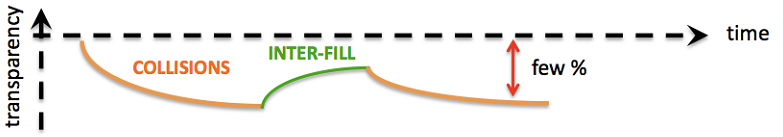 transparency
time
INTER-FILL
COLLISIONS
few %